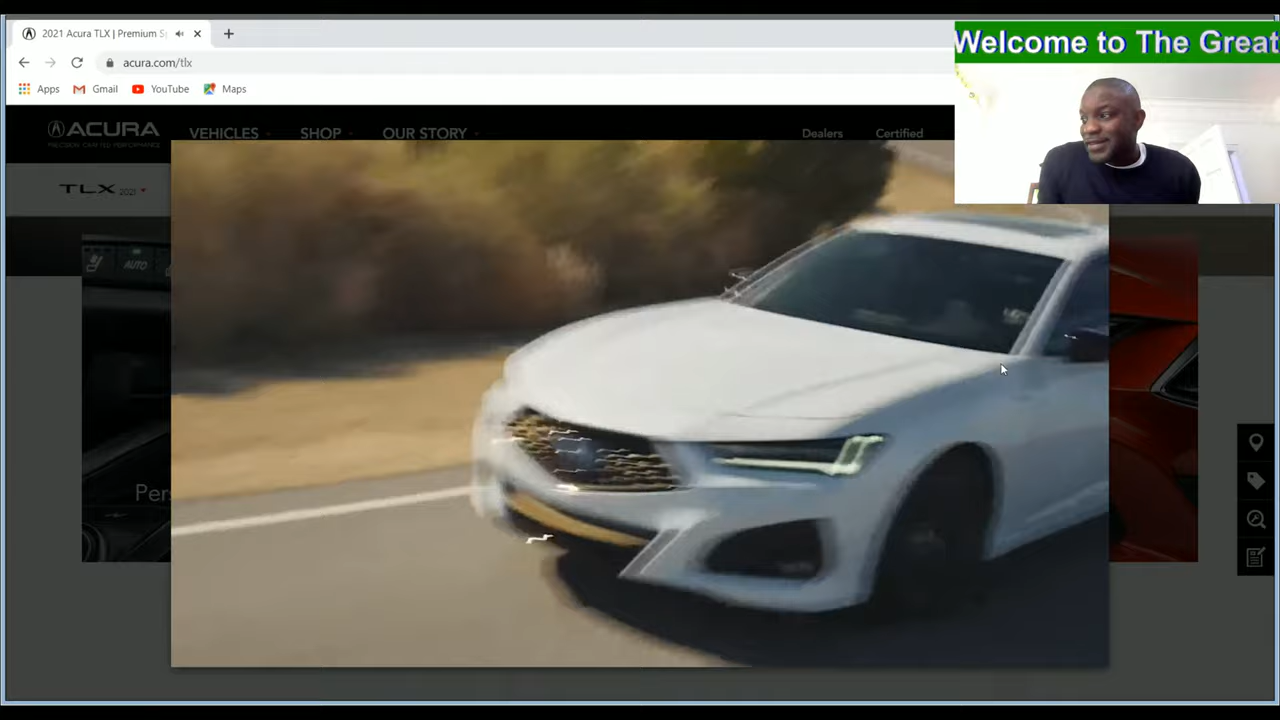 2021 Acura TLX | Premium S
Welcome to The Great
acura.com/tlx
Apps Gmail YouTube Maps
ACURA VEHICLES SHOP OUR STORY Dealers Certified
PRECISION CRAFTED PERFORMANCE
TLX 2021
AUTO
Pers